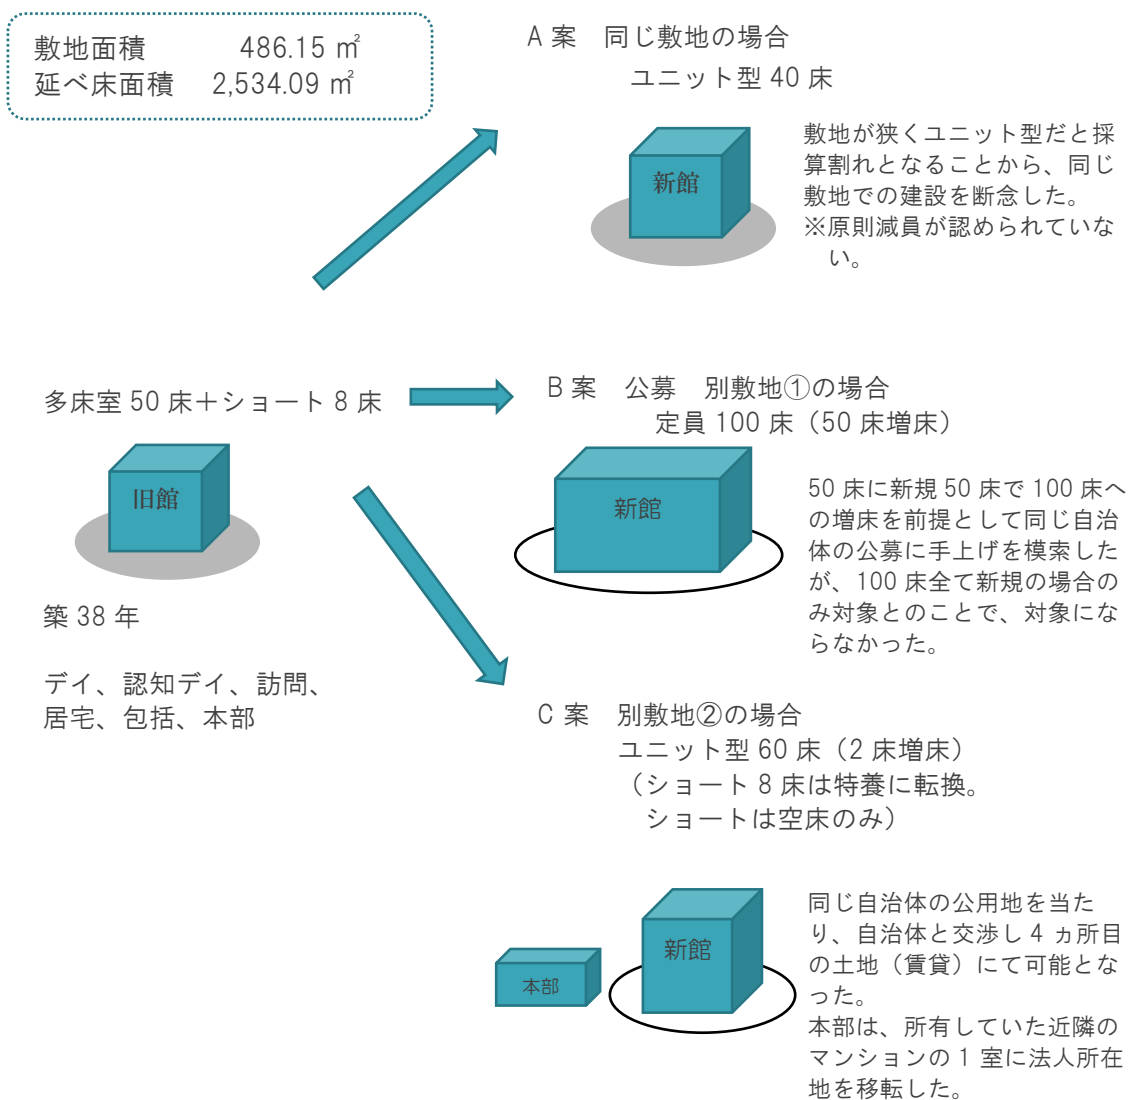 敷地面積 486.15 ㎡
延べ床面積 2,534.09 ㎡
A 案 同じ敷地の場合
ユニット型 40 床
新館
敷地が狭くユニット型だと採
算割れとなることから、同じ
敷地での建設を断念した。
※原則減員が認められていな
い。
多床室 50 床＋ショート 8 床
旧館
築 38 年
デイ、認知デイ、訪問、
居宅、包括、本部
B 案 公募 別敷地①の場合
定員 100 床（50 床増床）
新館
50 床に新規 50 床で 100 床へ
の増床を前提として同じ自治
体の公募に手上げを模索した
が、100 床全て新規の場合の
み対象とのことで、対象にな
らなかった。
C 案 別敷地②の場合
ユニット型 60 床（2 床増床）
（ショート 8 床は特養に転換。
ショートは空床のみ）
本部
新館
同じ自治体の公用地を当た
り、自治体と交渉し 4 ヵ所目
の土地（賃貸）にて可能とな
った。
本部は、所有していた近隣の
マンションの 1 室に法人所在
地を移転した。